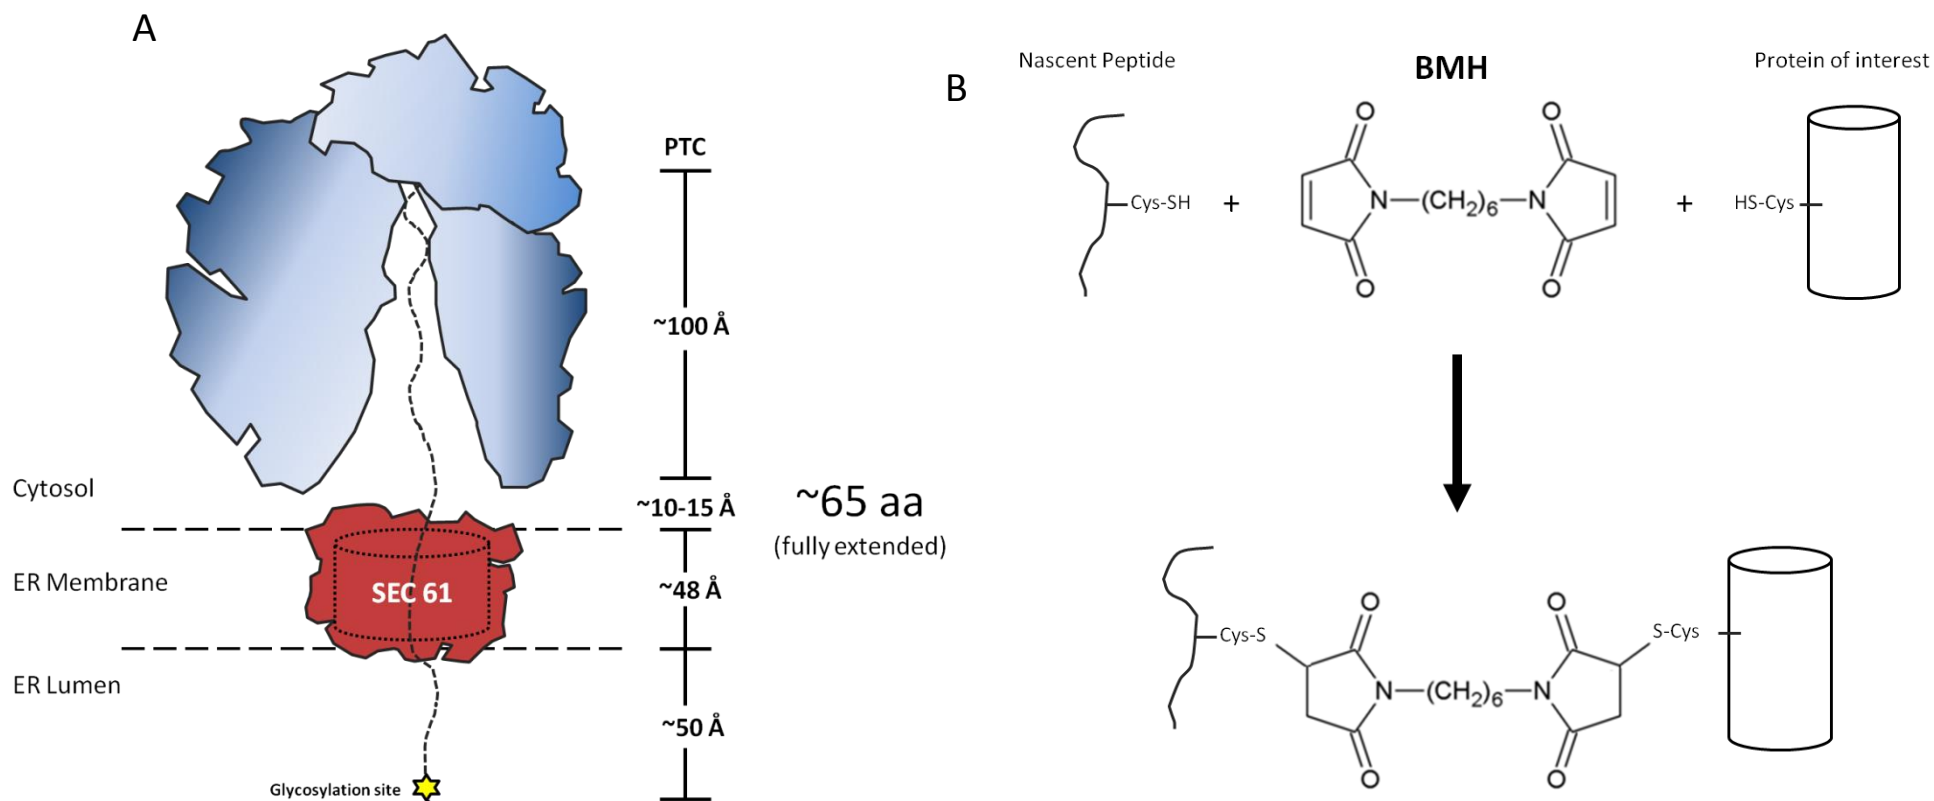 A
PTC
~100 Å
Cytosol
~10-15 Å
~65 aa
(fully extended)
ER Membrane
SEC 61
~48 Å
ER Lumen
~50 Å
Glycosylation site
B
Nascent Peptide
BMH
Protein of interest
O
O
Cys-SH
+
N
(CH2)6
N
+
HS-Cys
O
O
O
O
Cys-S
S-Cys
N
(CH2)6
N
O
O